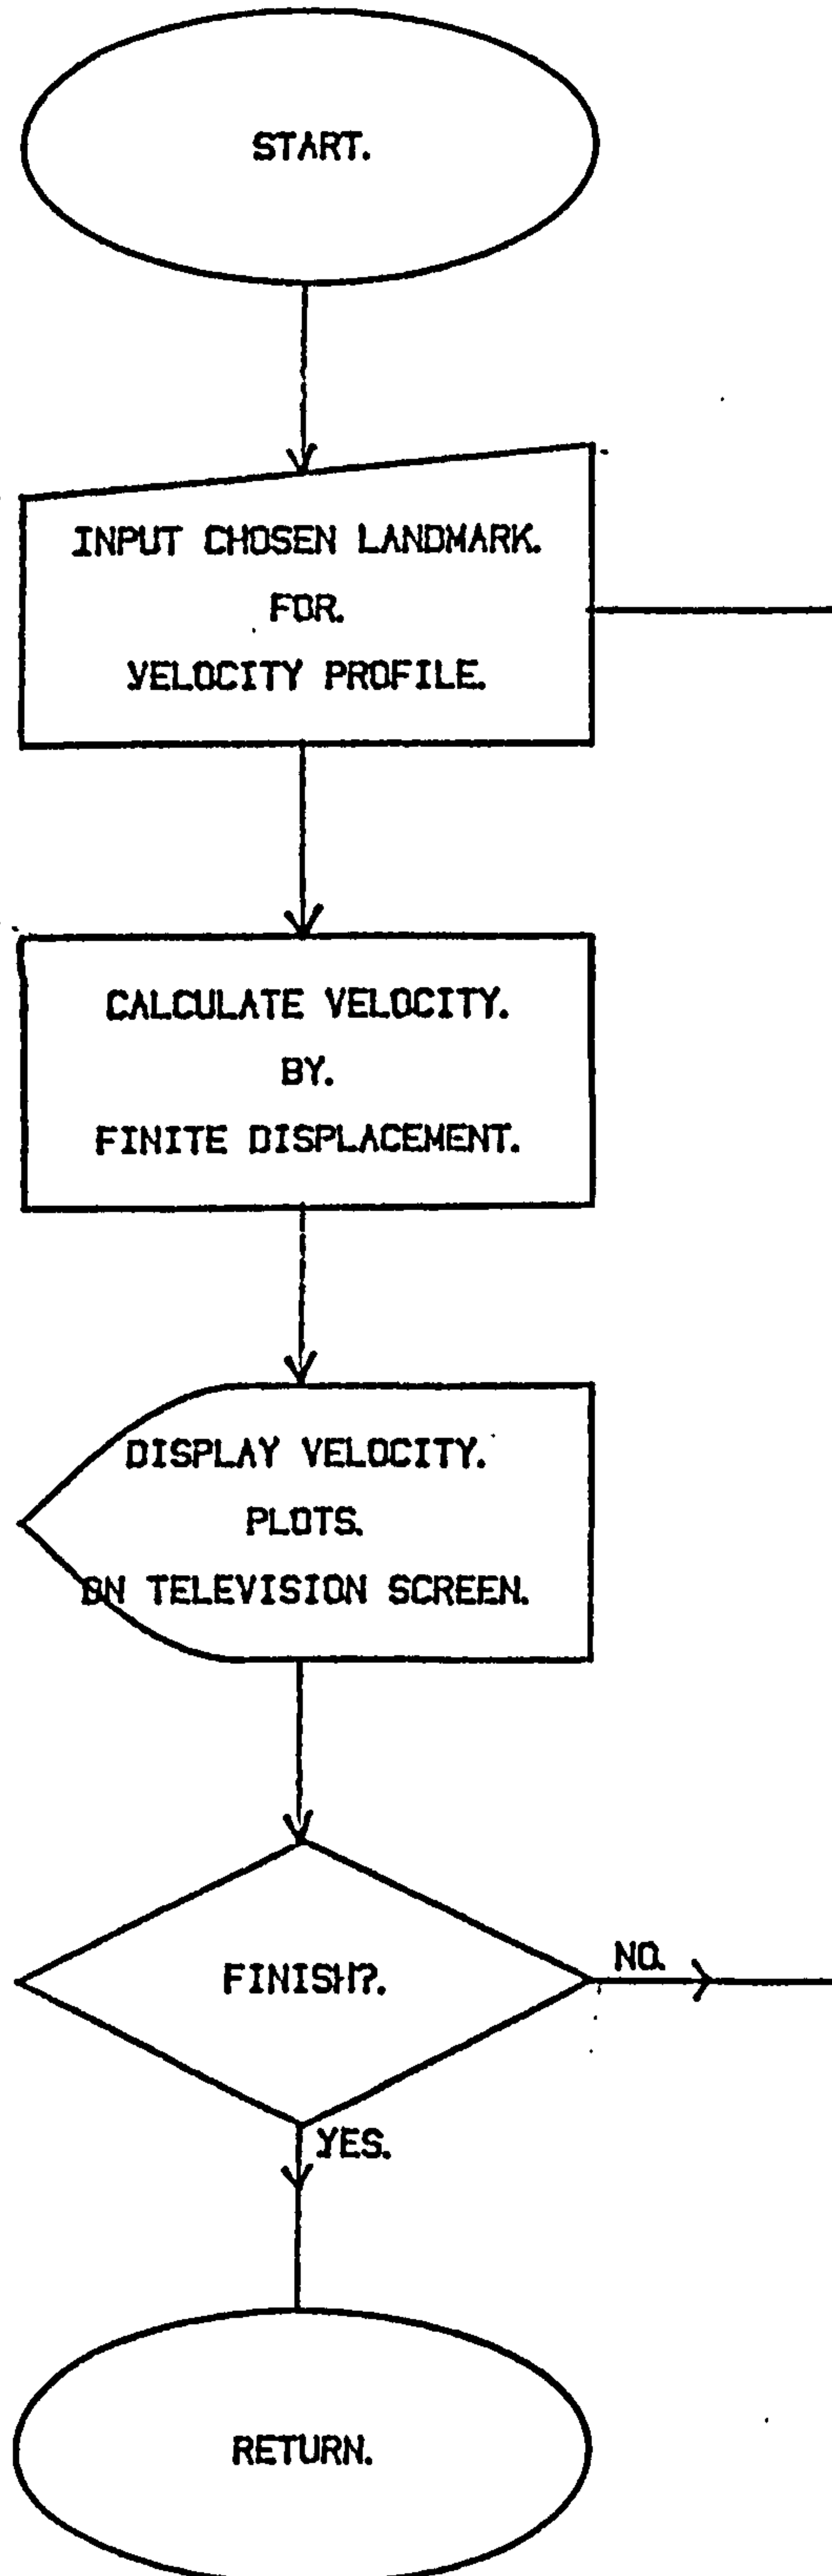 START.
INPUT CHOSEN LANDMARK.
FOR.
VELOCITY PROFILE.
CALCULATE VELOCITY.
BY.
FINITE DISPLACEMENT.
DISPLAY VELOCITY.
PLOTS.
ON TELEVISION SCREEN.
FINISH?.
NO.
YES.
RETURN.